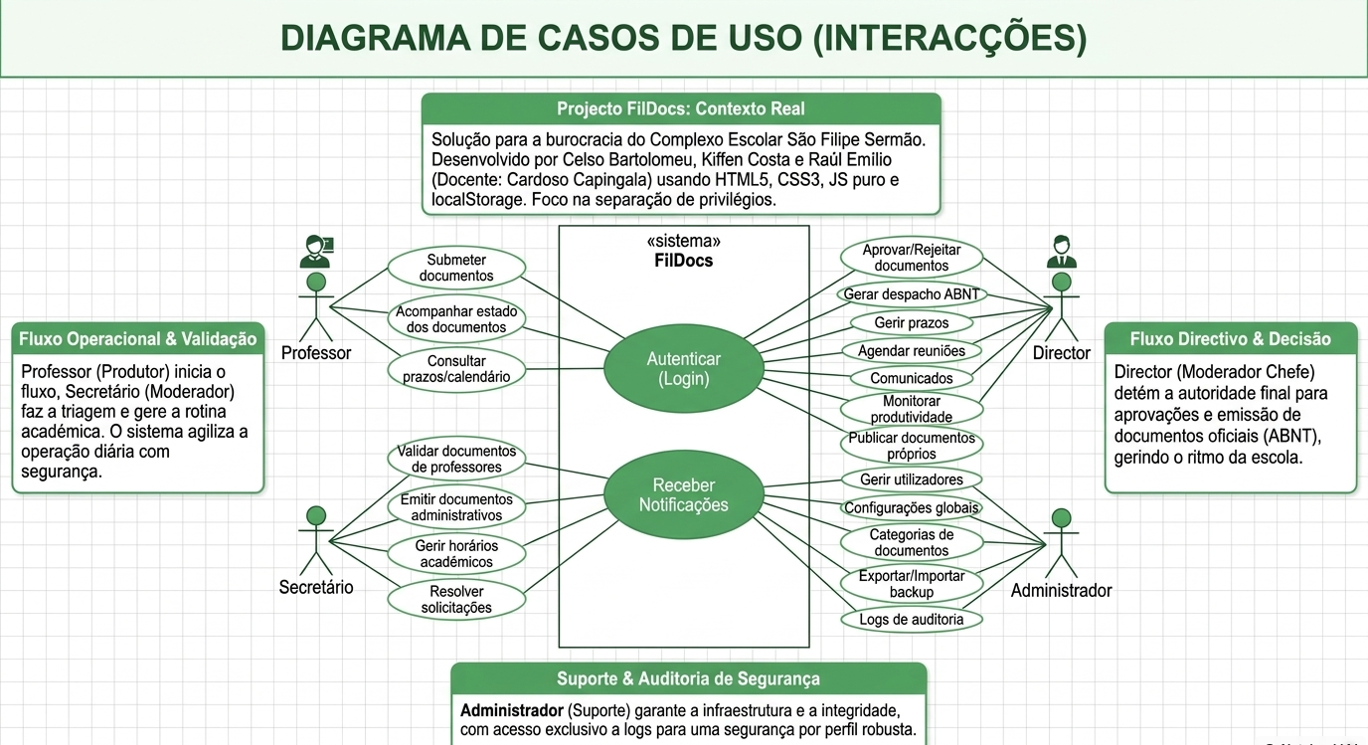 DIAGRAMA DE CASOS DE USO (INTERACÇÕES)
Projecto FilDocs: Contexto Real
Solução para a burocracia do Complexo Escolar São Filipe Sermão.
Desenvolvido por Celso Bartolomeu, Kiffen Costa e Raúl Emílio
(Docente: Cardoso Capingala) usando HTML5, CSS3, JS puro e
localStorage. Foco na separação de privilégios.
Fluxo Operacional & Validação
Professor (Produtor) inicia o
fluxo, Secretário (Moderador)
faz a triagem e gere a rotina
académica. O sistema agiliza a
operação diária com
segurança.
Professor
Submeter
documentos
Acompanhar estado
dos documentos
Consultar
prazos/calendário
Secretário
Validar documentos
de professores
Emitir documentos
administrativos
Gerir horários
académicos
Resolver
solicitações
«sistema»
FilDocs
Autenticar
(Login)
Receber
Notificações
Aprovar/Rejeitar
documentos
Gerar despacho ABNT
Gerir prazos
Agendar reuniões
Comunicados
Monitorar
produtividade
Publicar documentos
próprios
Gerir utilizadores
Configurações globais
Categorias de
documentos
Exportar/Importar
backup
Logs de auditoria
Director
Administrador
Fluxo Directivo & Decisão
Director (Moderador Chefe)
detém a autoridade final para
aprovações e emissão de
documentos oficiais (ABNT),
gerindo o ritmo da escola.
Suporte & Auditoria de Segurança
Administrador (Suporte) garante a infraestrutura e a integridade,
com acesso exclusivo a logs para uma segurança por perfil robusta.